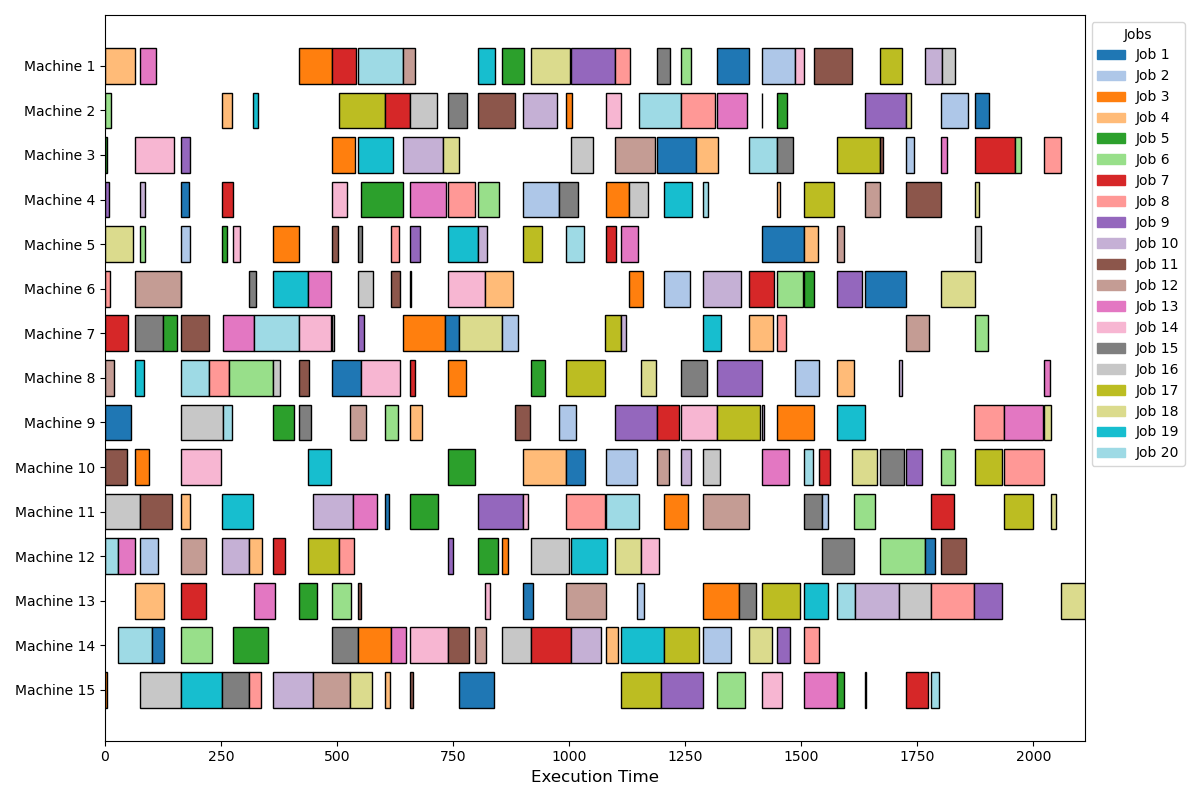 Machine 1
Machine 2
Machine 3
Machine 4
Machine 5
Machine 6
Machine 7
Machine 8
Machine 9
Machine 10
Machine 11
Machine 12
Machine 13
Machine 14
Machine 15
0
250
500
750
1000
1250
1500
1750
2000
Execution Time
Jobs
Job 1
Job 2
Job 3
Job 4
Job 5
Job 6
Job 7
Job 8
Job 9
Job 10
Job 11
Job 12
Job 13
Job 14
Job 15
Job 16
Job 17
Job 18
Job 19
Job 20